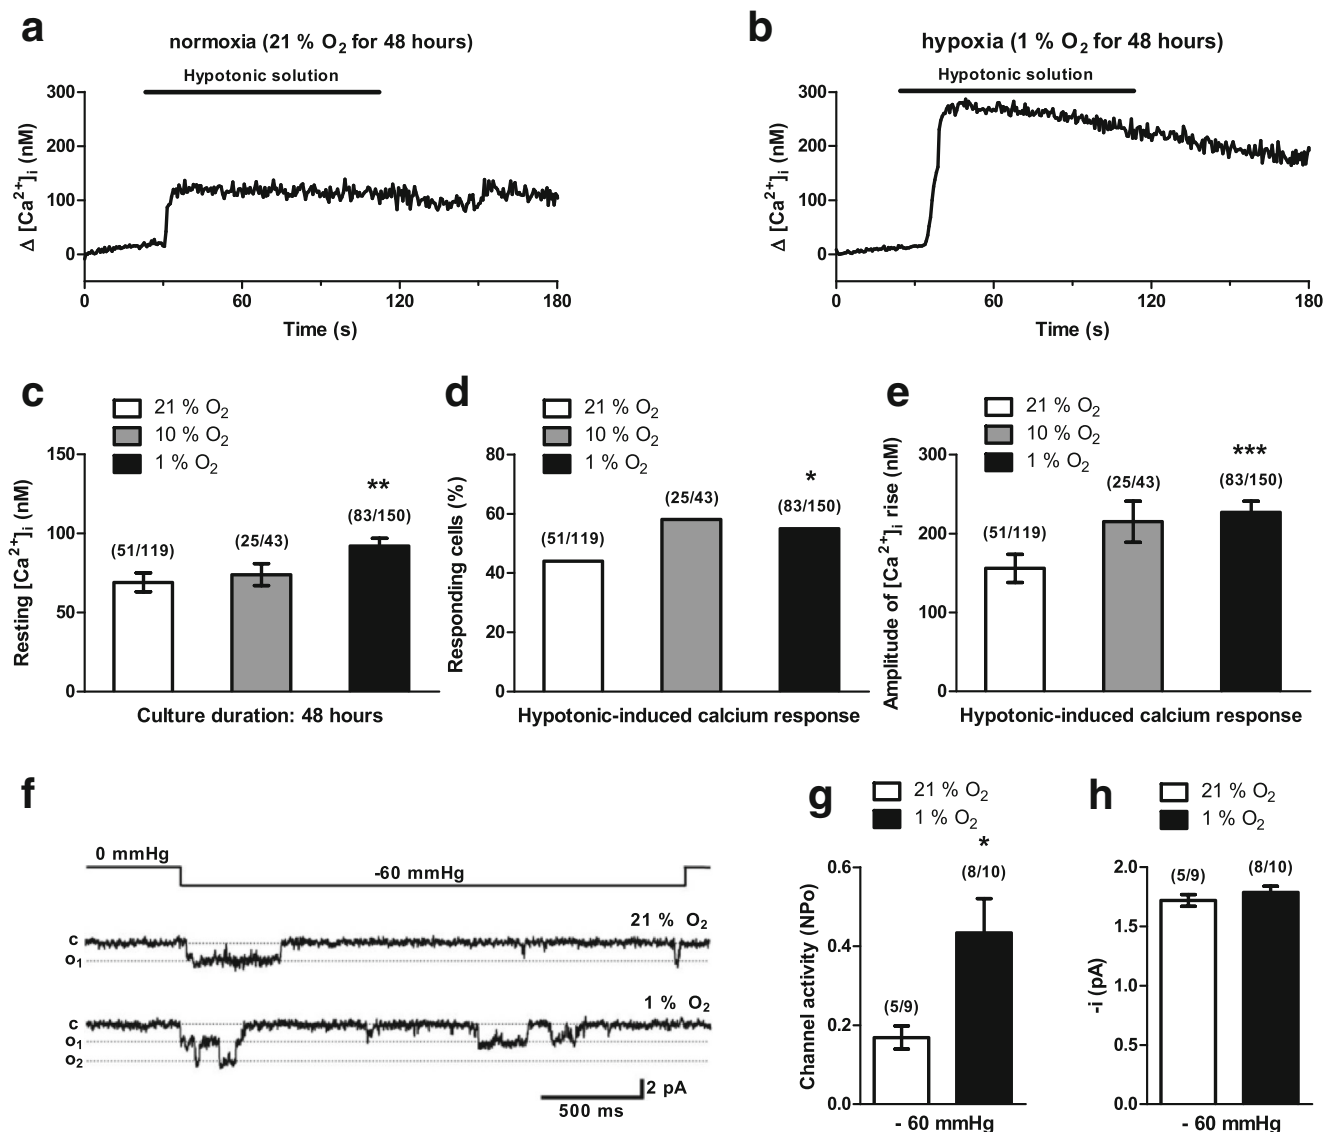 a
normoxia (21 % O2 for 48 hours)
Hypotonic solution
Δ [Ca2+]i (nM)
300
200
100
0
0 60 120 180
Time (s)
b
hypoxia (1 % O2 for 48 hours)
Hypotonic solution
Δ [Ca2+]i (nM)
300
200
100
0
0 60 120 180
Time (s)
c
21 % O2
10 % O2
1 % O2
Resting [Ca2+]i (nM)
150
100
50
0
(51/119)
(25/43)
**
(83/150)
Culture duration: 48 hours
d
21 % O2
10 % O2
1 % O2
Responding cells (%)
80
60
40
20
0
(51/119)
(25/43)
*
(83/150)
Hypotonic-induced calcium response
e
21 % O2
10 % O2
1 % O2
Amplitude of [Ca2+]i rise (nM)
300
200
100
0
(51/119)
(25/43)
***
(83/150)
Hypotonic-induced calcium response
f
0 mmHg
-60 mmHg
21 % O2
c
o1
1 % O2
c
o1
o2
2 pA
500 ms
g
21 % O2
1 % O2
Channel activity (NPo)
0.6
0.4
0.2
0.0
(5/9)
*
(8/10)
- 60 mmHg
h
21 % O2
1 % O2
-i (pA)
2.0
1.5
1.0
0.5
0.0
(5/9)
(8/10)
- 60 mmHg